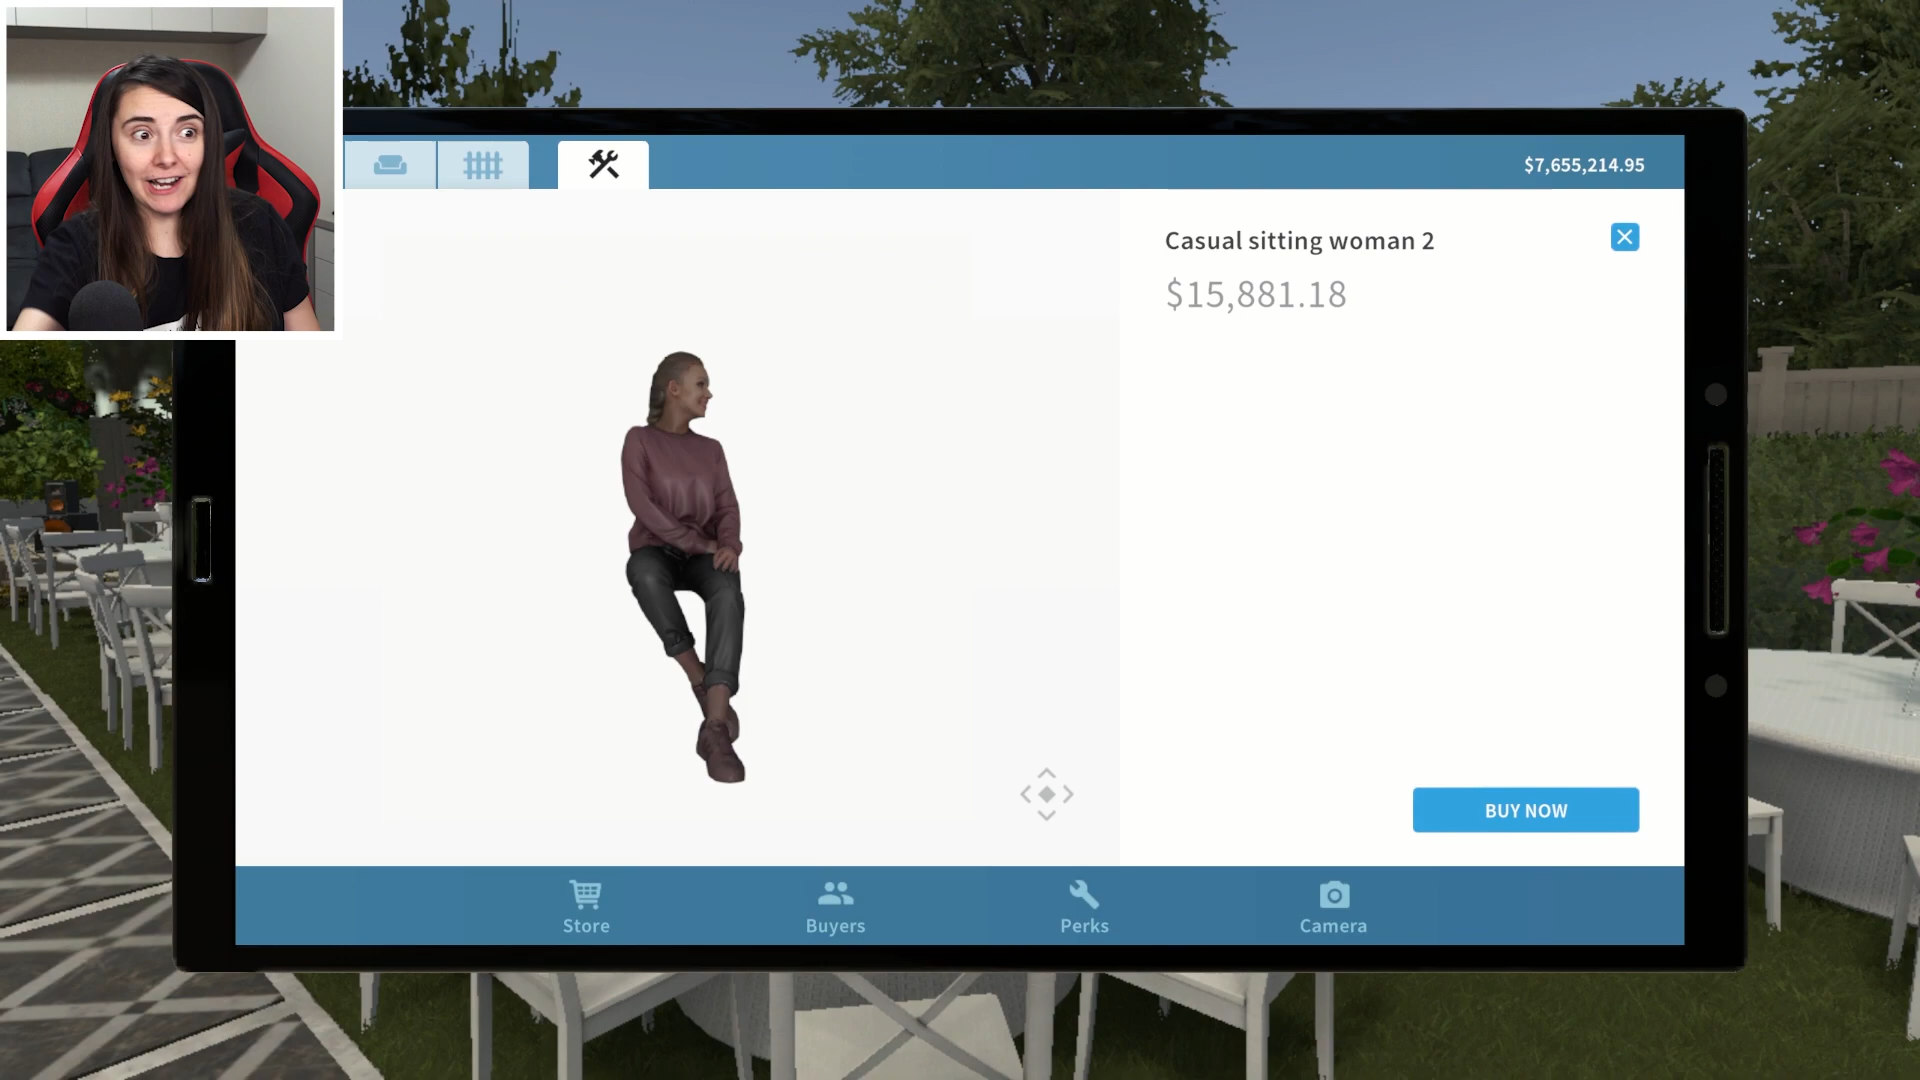 $7,655,214.95
Casual sitting woman 2
$15,881.18
BUY NOW
Store
Buyers
Perks
Camera